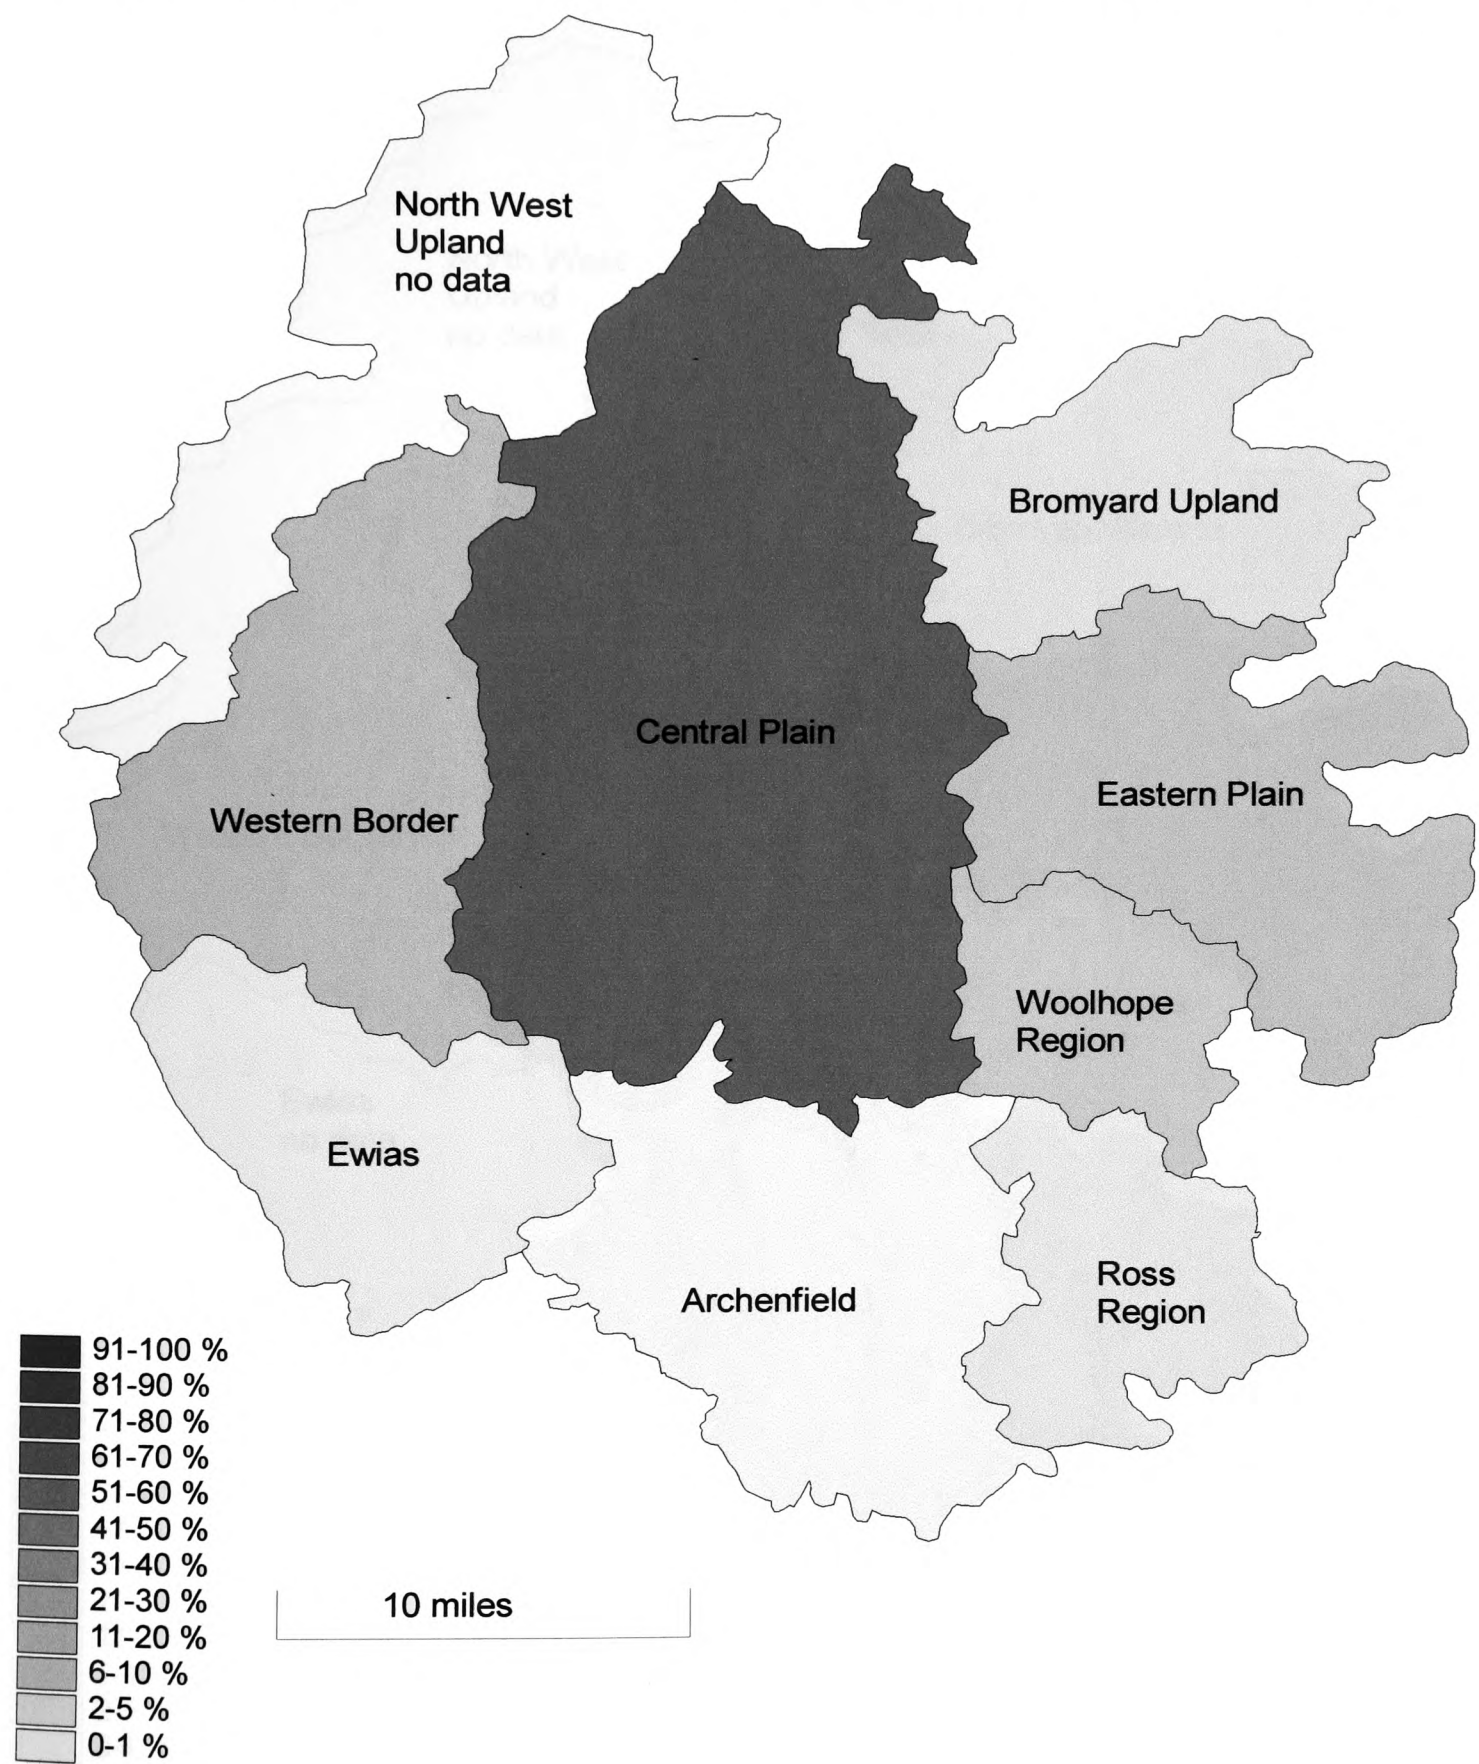 North West
Upland
no data
Bromyard Upland
Central Plain
Eastern Plain
Western Border
Woolhope
Region
Ewias
Archenfield
Ross
Region
91-100 %
81-90 %
71-80 %
61-70 %
51-60 %
41-50 %
31-40 %
21-30 %
11-20 %
6-10 %
2-5 %
0-1 %
10 miles